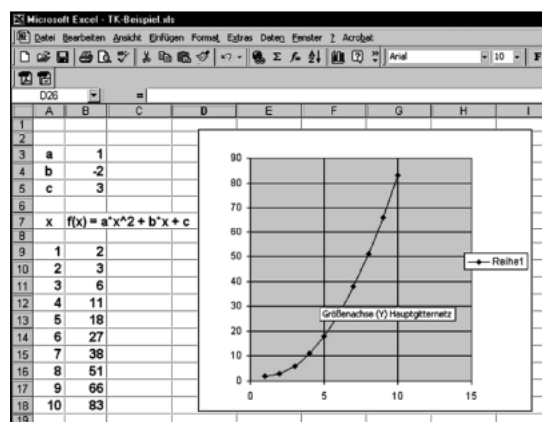 Microsoft Excel - TK-Beispiel.xls
Datei Bearbeiten Ansicht Einfügen Format Extras Daten Fenster ? Acrobat
Arial 10 F
D26 =
A B C D E F G H I
1
2
3 a 1
4 b -2
5 c 3
6
7 x f(x) = a*x^2 + b*x + c
8
9 1 2
10 2 3
11 3 6
12 4 11
13 5 18
14 6 27
15 7 38
16 8 51
17 9 66
18 10 83
19
90
80
70
60
50
40
30
20
10
0
0 5 10 15
Größenachse (Y) Hauptgitternetz
Reihe1